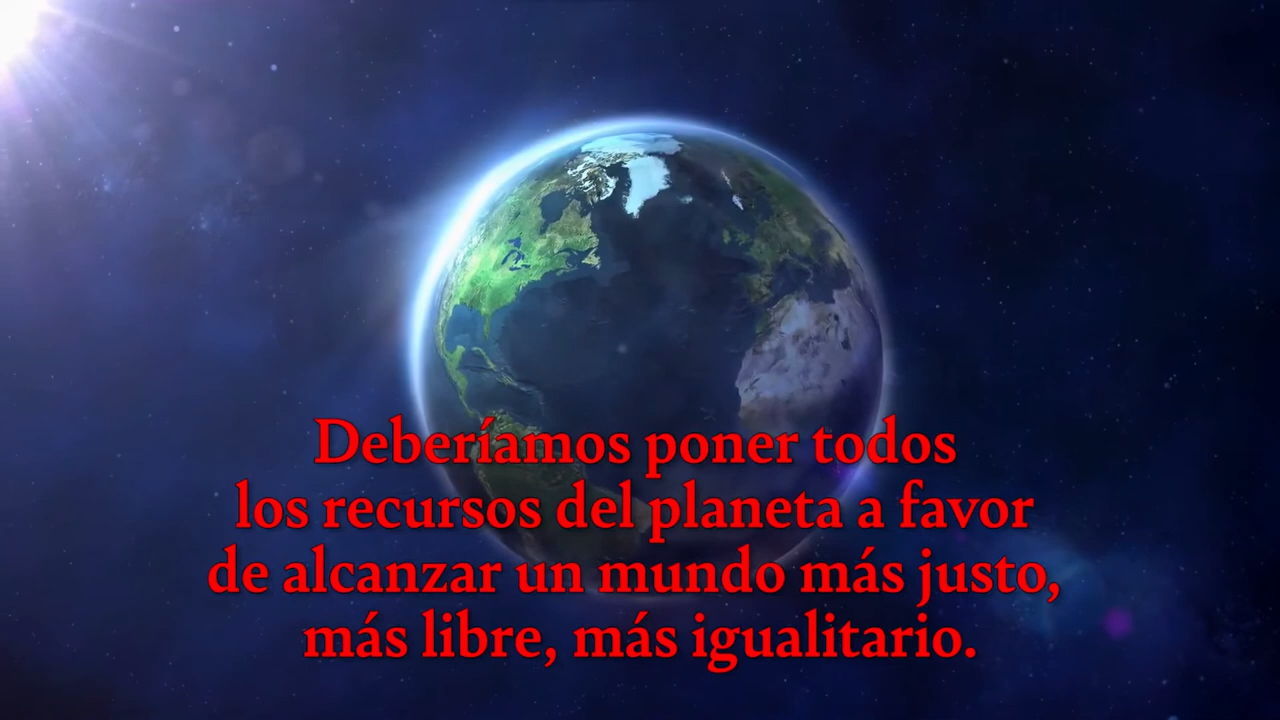 Deberíamos poner todos
los recursos del planeta a favor
de alcanzar un mundo más justo,
más libre, más igualitario.